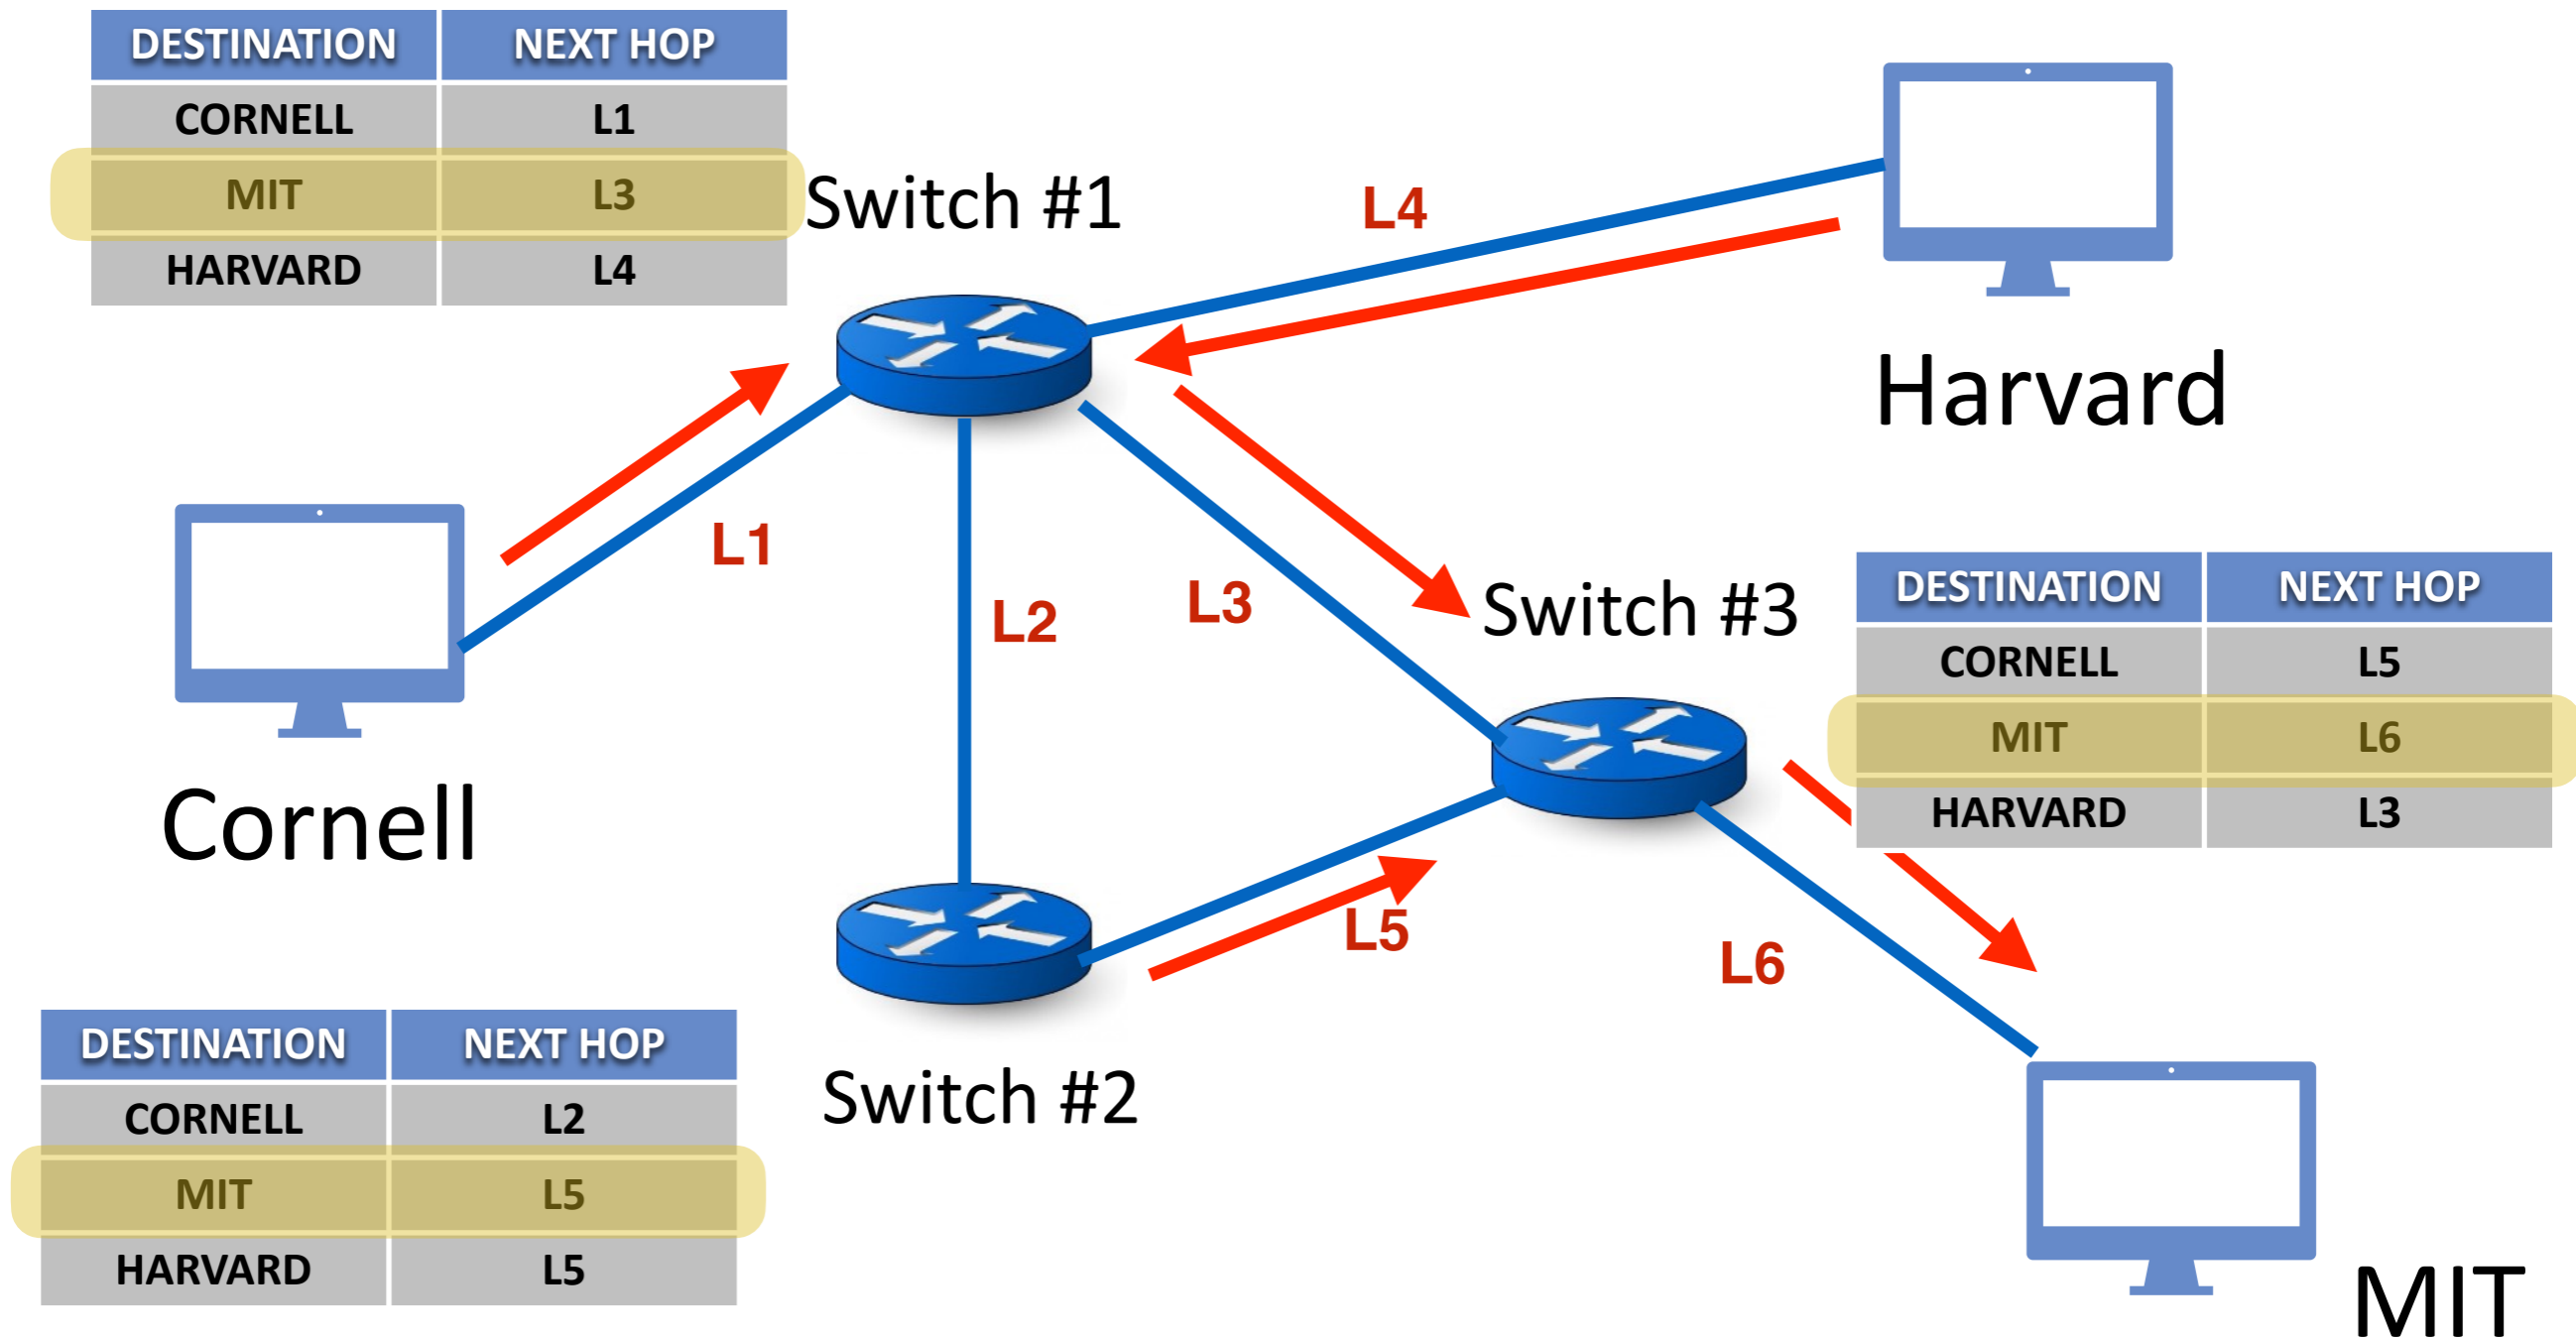 DESTINATION NEXT HOP
CORNELL L1
MIT L3
HARVARD L4
Switch #1
L4
Harvard
L1
L2
L3
Switch #3
DESTINATION NEXT HOP
CORNELL L5
MIT L6
HARVARD L3
Cornell
L5
L6
Switch #2
DESTINATION NEXT HOP
CORNELL L2
MIT L5
HARVARD L5
MIT